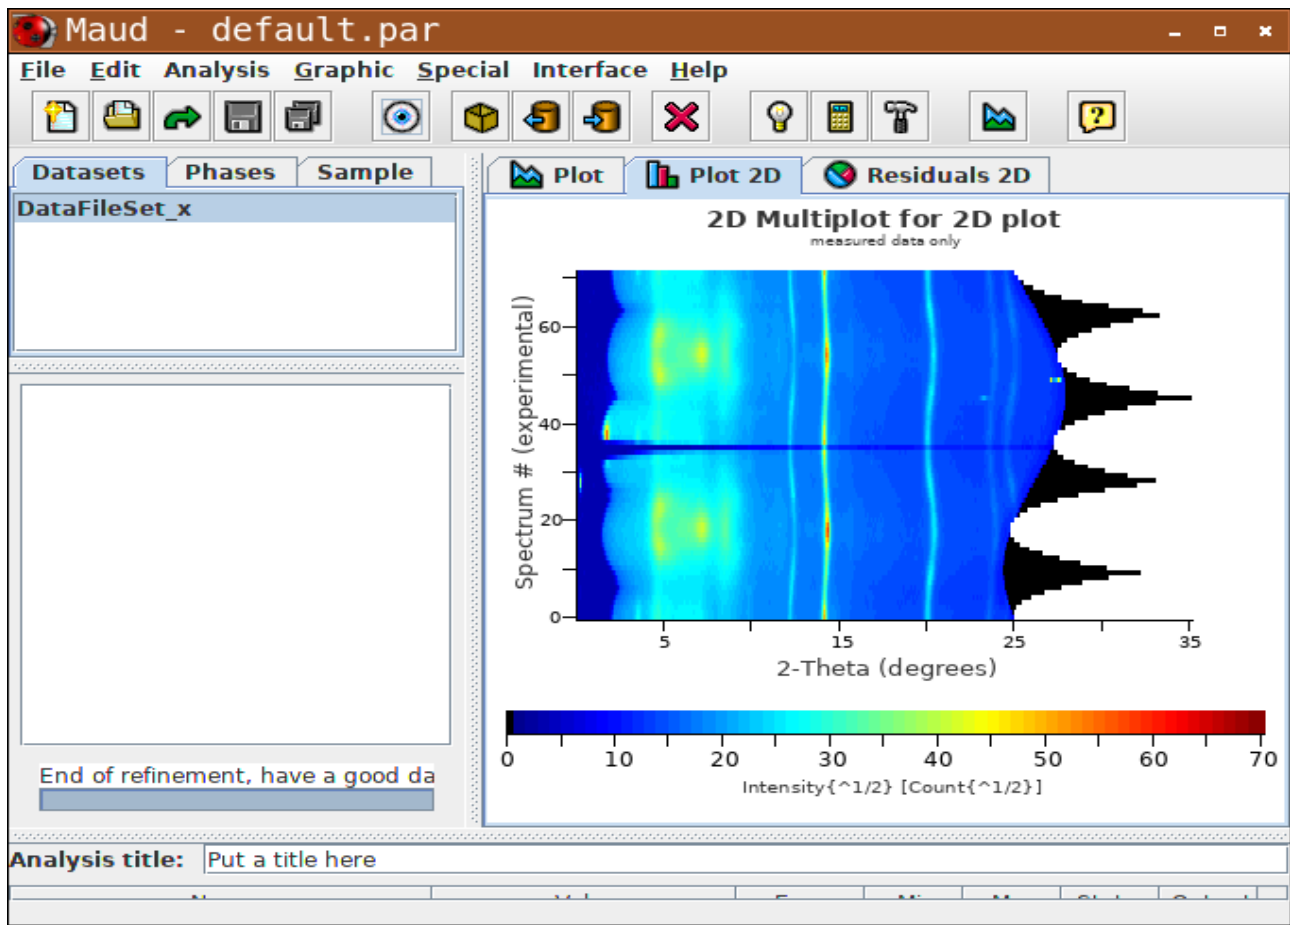 Maud - default.par
File Edit Analysis Graphic Special Interface Help
Datasets Phases Sample
Plot Plot 2D Residuals 2D
DataFileSet_x
2D Multiplot for 2D plot
measured data only
Spectrum # (experimental)
60
40
20
0
5 15 25 35
2-Theta (degrees)
0 10 20 30 40 50 60 70
Intensity{^1/2} [Count{^1/2}]
End of refinement, have a good da
Analysis title: Put a title here